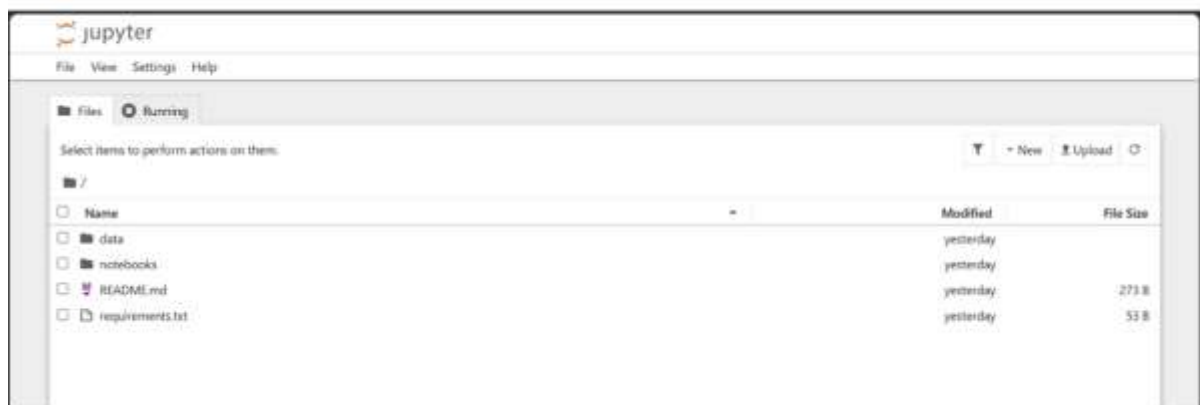 jupyter
File View Settings Help
Files Running
Select items to perform actions on them.
New Upload
/
Name Modified File Size
data yesterday
notebooks yesterday
README.md yesterday 273 B
requirements.txt yesterday 53 B